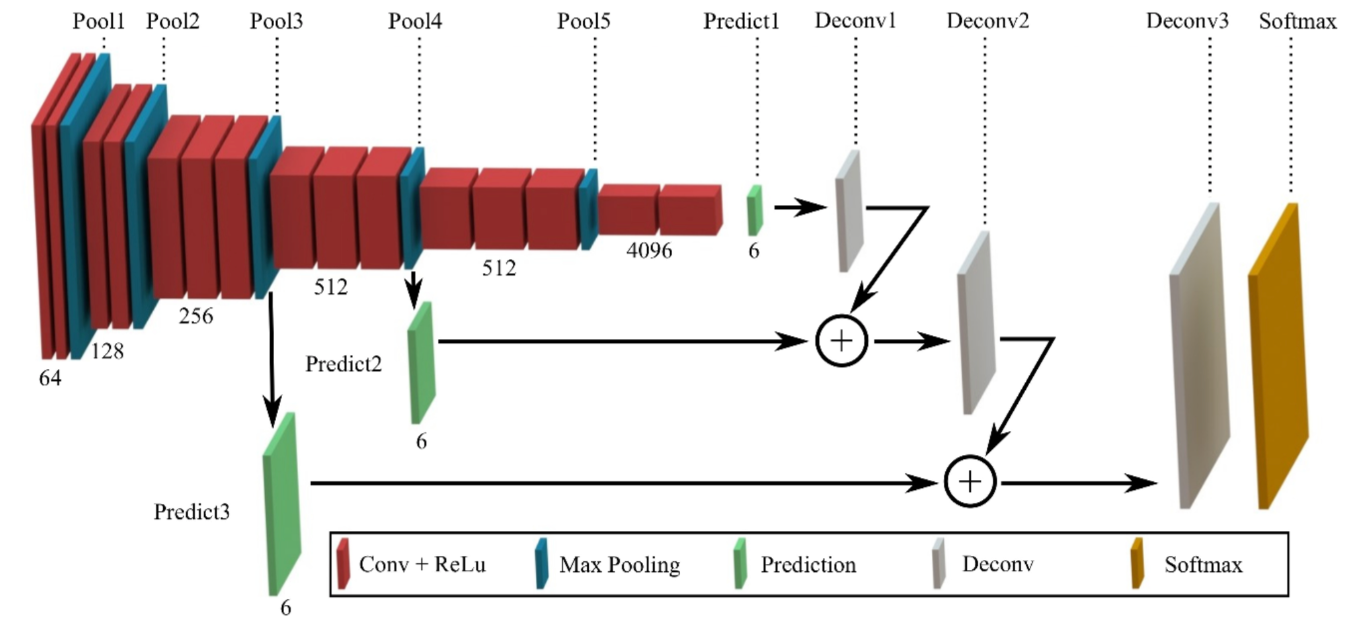 Pool1 Pool2 Pool3 Pool4 Pool5 Predict1 Deconv1 Deconv2 Deconv3 Softmax
4096 6
512
512
256
128
Predict2
64
6
Predict3
Conv + ReLu Max Pooling Prediction Deconv Softmax
6
+
+